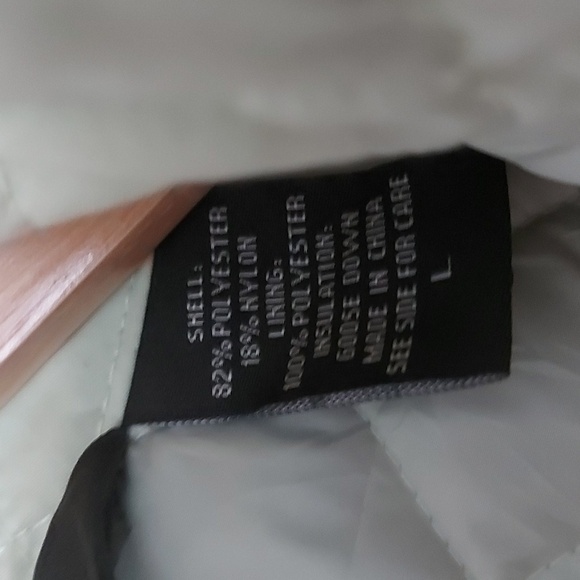 SHELL:
82% POLYESTER
18% NYLON
LINING:
100% POLYESTER
INSULATION:
GOOSE DOWN
MADE IN CHINA
SEE SIDE FOR CARE
L